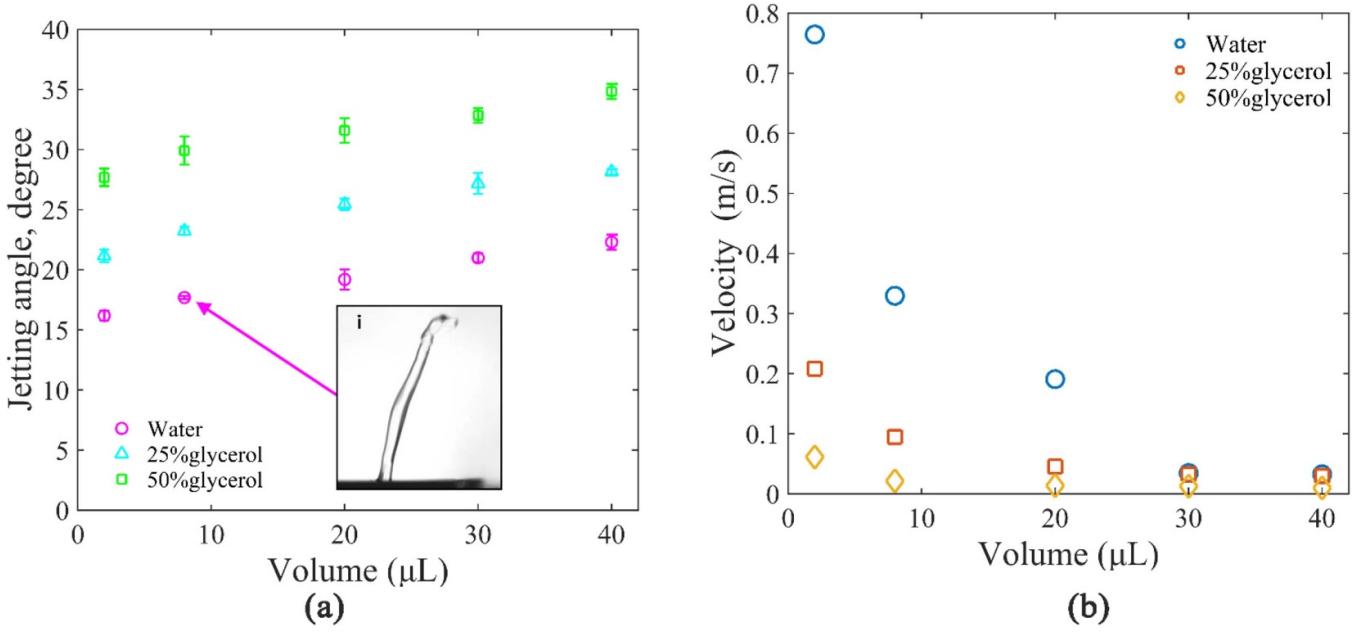 40
35
30
25
20
15
10
5
0
Jetting angle, degree
i
Water
25%glycerol
50%glycerol
0
10
20
30
40
Volume (μL)
(a)
0.8
0.7
0.6
0.5
0.4
0.3
0.2
0.1
0
Velocity (m/s)
Water
25%glycerol
50%glycerol
0
10
20
30
40
Volume (μL)
(b)